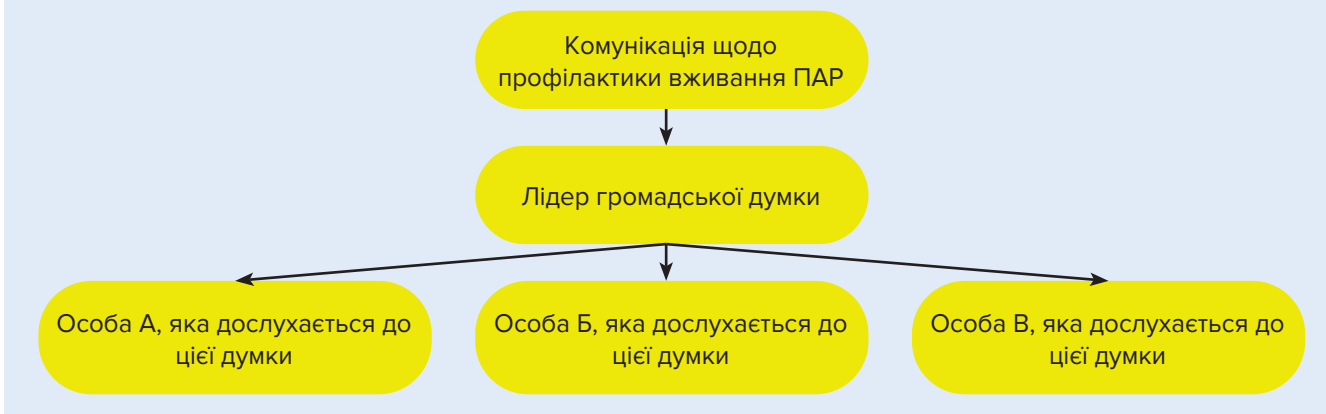 Комунікація щодо
профілактики вживання ПАР
Лідер громадської думки
Особа А, яка дослухається до
цієї думки
Особа Б, яка дослухається до
цієї думки
Особа В, яка дослухається до
цієї думки